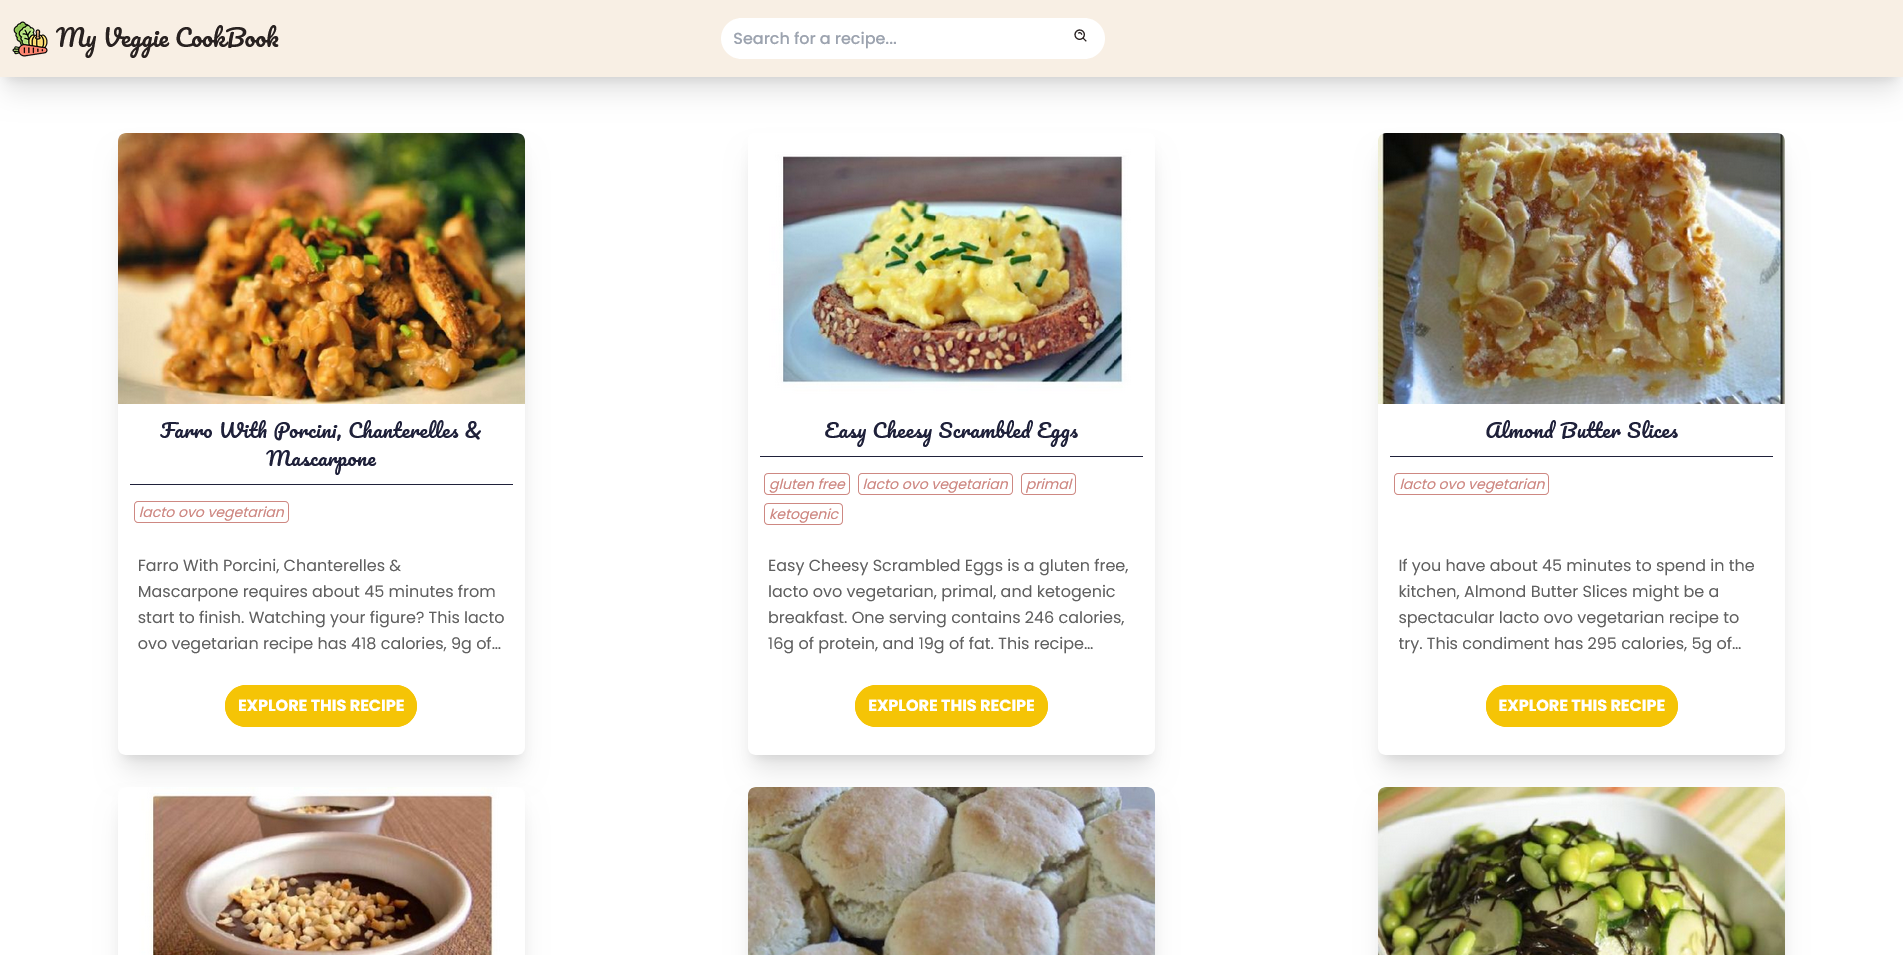 My Veggie CookBook
Search for a recipe...
Farro With Porcini, Chanterelles &
Mascarpone
lacto ovo vegetarian
Farro With Porcini, Chanterelles &
Mascarpone requires about 45 minutes from
start to finish. Watching your figure? This lacto
ovo vegetarian recipe has 418 calories, 9g of...
EXPLORE THIS RECIPE
Easy Cheesy Scrambled Eggs
gluten free lacto ovo vegetarian primal
ketogenic
Easy Cheesy Scrambled Eggs is a gluten free,
lacto ovo vegetarian, primal, and ketogenic
breakfast. One serving contains 246 calories,
16g of protein, and 19g of fat. This recipe...
EXPLORE THIS RECIPE
Almond Butter Slices
lacto ovo vegetarian
If you have about 45 minutes to spend in the
kitchen, Almond Butter Slices might be a
spectacular lacto ovo vegetarian recipe to
try. This condiment has 295 calories, 5g of...
EXPLORE THIS RECIPE